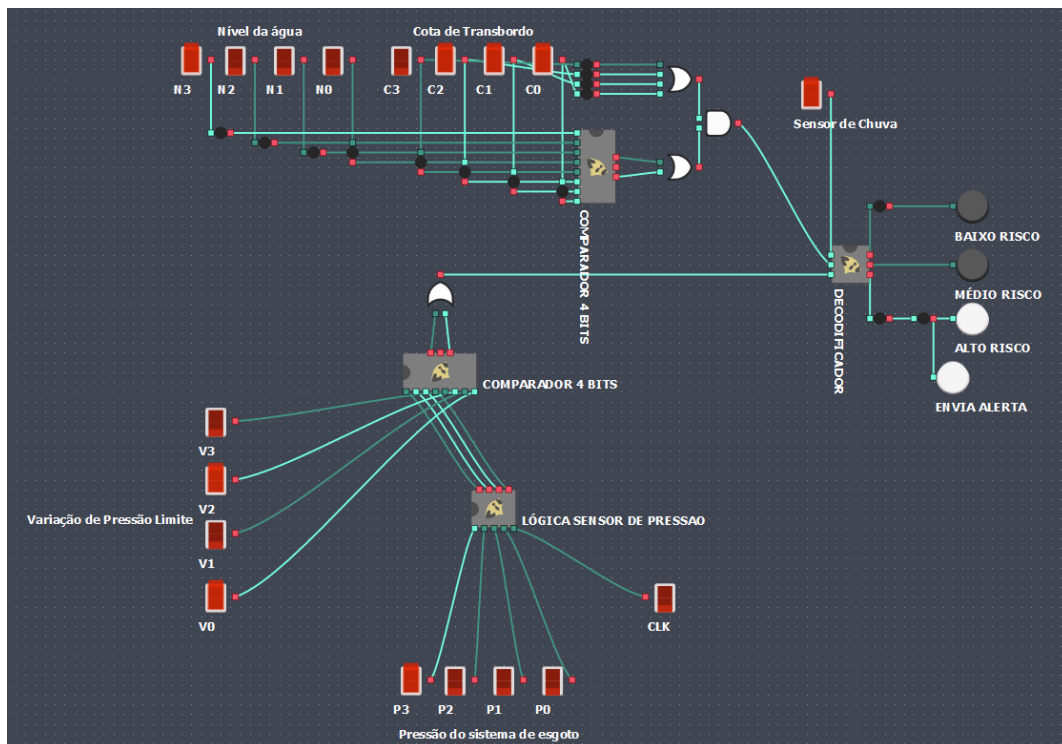 Nível da água
Cota de Transbordo
N3
N2
N1
N0
C3
C2
C1
C0
Sensor de Chuva
COMPARADOR 4 BITS
BAIXO RISCO
MÉDIO RISCO
ALTO RISCO
ENVIA ALERTA
DECODIFICADOR
COMPARADOR 4 BITS
V3
V2
Variação de Pressão Limite
V1
V0
LÓGICA SENSOR DE PRESSAO
CLK
P3
P2
P1
P0
Pressão do sistema de esgoto